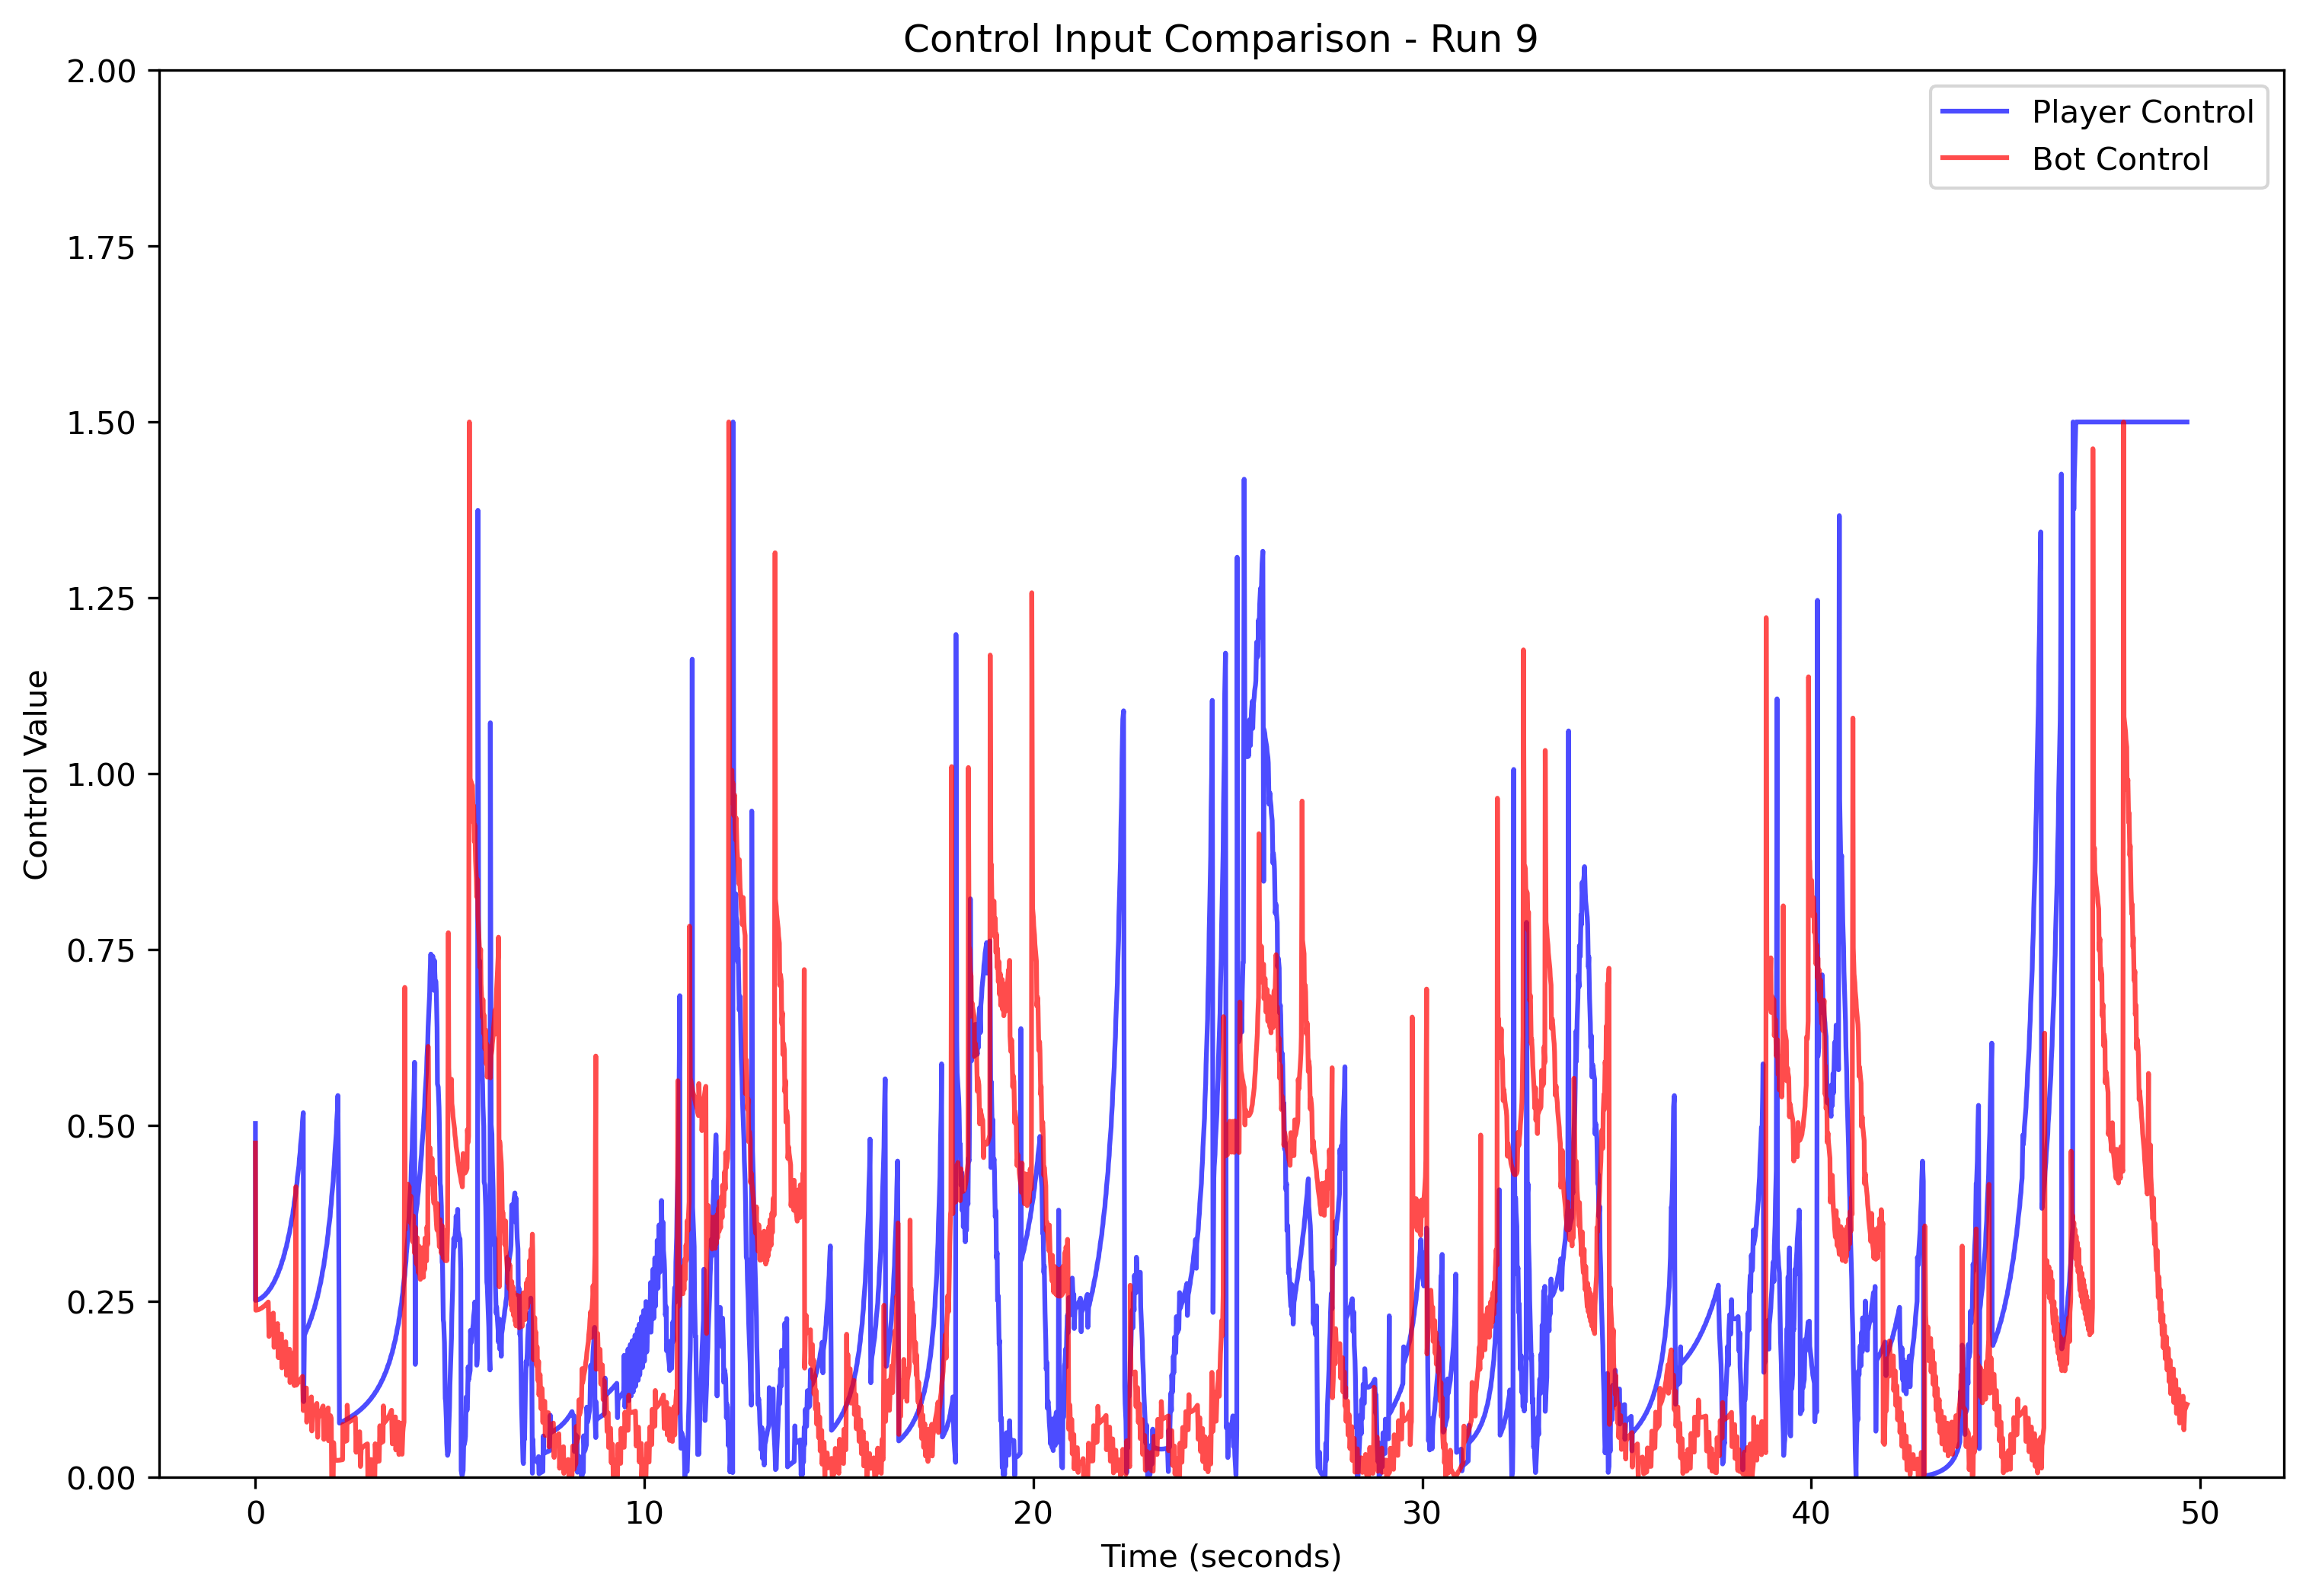 Control Input Comparison - Run 9
Player Control
Bot Control
Control Value
2.00
1.75
1.50
1.25
1.00
0.75
0.50
0.25
0.00
0 10 20 30 40 50
Time (seconds)